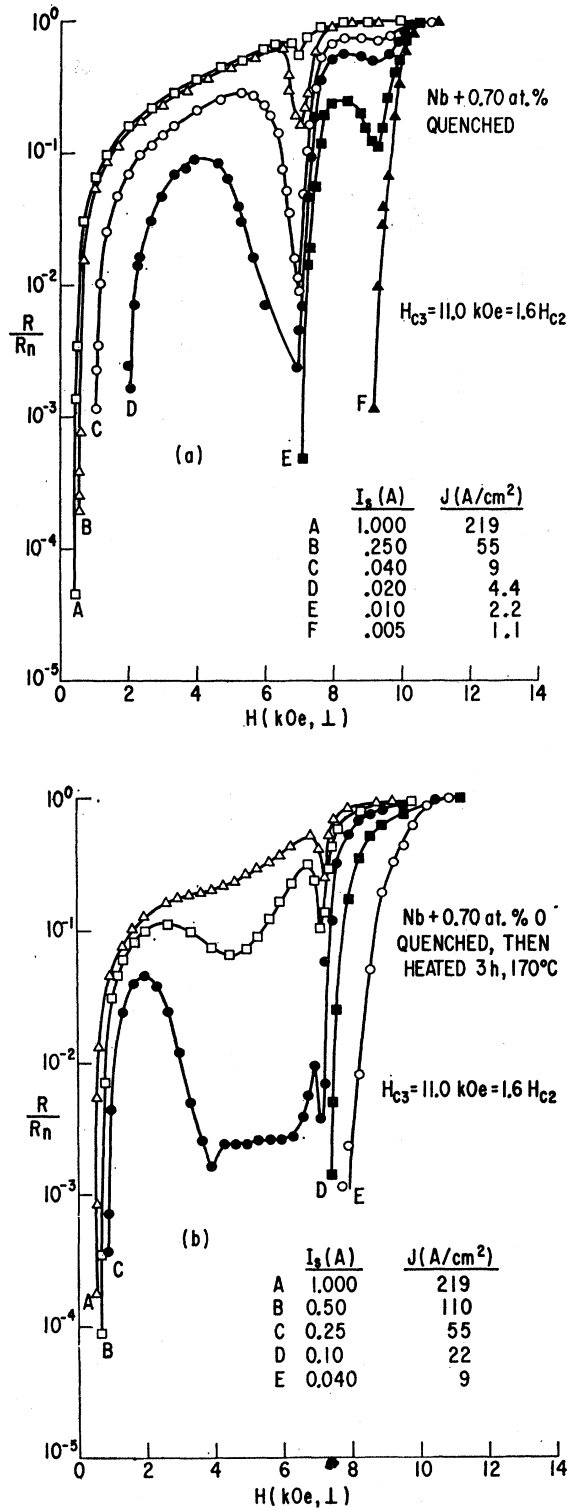 10⁰
10⁻¹
10⁻²
10⁻³
10⁻⁴
10⁻⁵
R
Rn
Nb + 0.70 at. %
QUENCHED
HC3 = 11.0 kOe = 1.6 HC2
A
B
C
D
E
F
(a)
Is (A) J (A/cm²)
A 1.000 219
B .250 55
C .040 9
D .020 4.4
E .010 2.2
F .005 1.1
0 2 4 6 8 10 12 14
H (kOe, ⊥)
10⁰
10⁻¹
10⁻²
10⁻³
10⁻⁴
10⁻⁵
R
Rn
Nb + 0.70 at. % O
QUENCHED, THEN
HEATED 3h, 170°C
HC3 = 11.0 kOe = 1.6 HC2
A
B
C
D
E
(b)
Is (A) J (A/cm²)
A 1.000 219
B 0.50 110
C 0.25 55
D 0.10 22
E 0.040 9
0 2 4 6 8 10 12 14
H (kOe, ⊥)